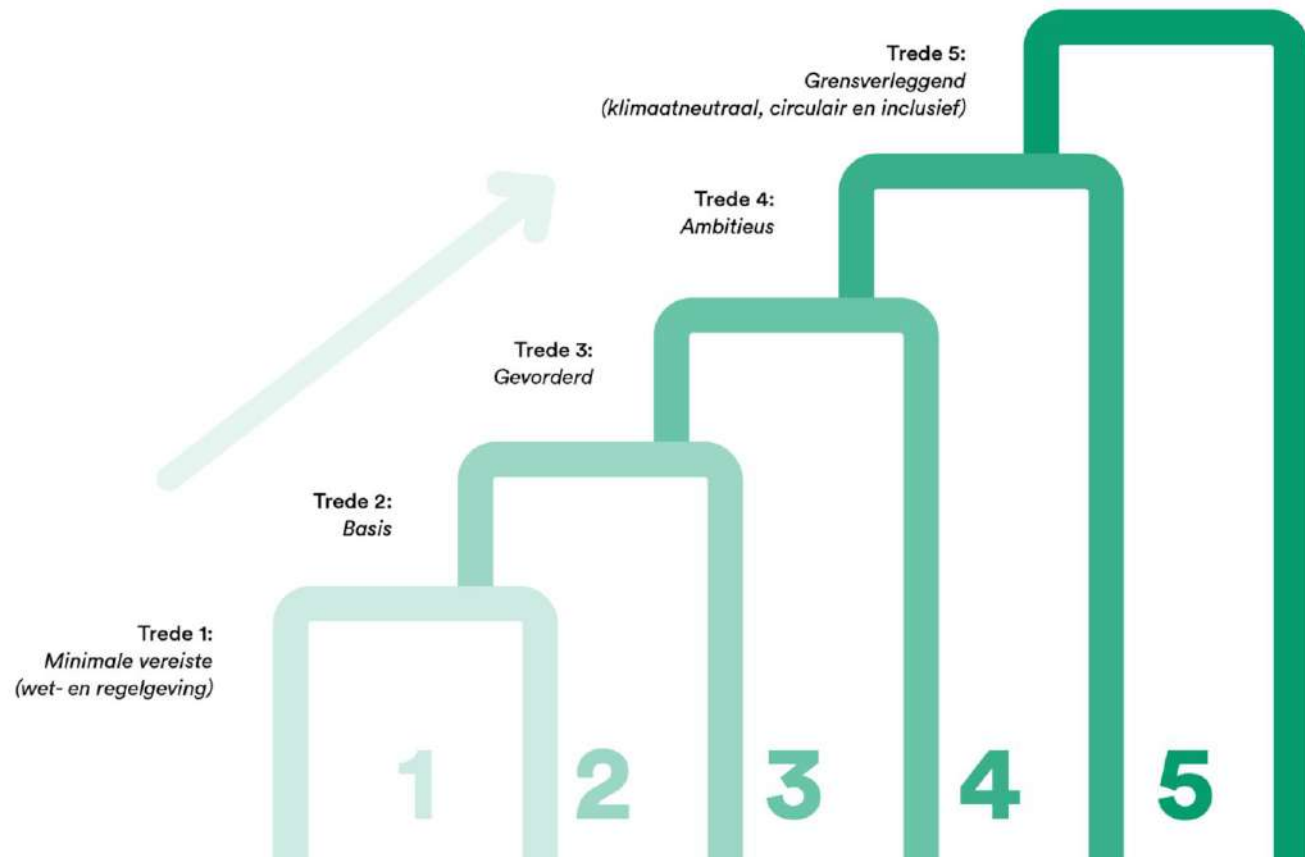 Trede 5:
Grensverleggend
(klimaatneutraal, circulair en inclusief)
Trede 4:
Ambitieus
Trede 3:
Gevorderd
Trede 2:
Basis
Trede 1:
Minimale vereiste
(wet- en regelgeving)
1 2 3 4 5